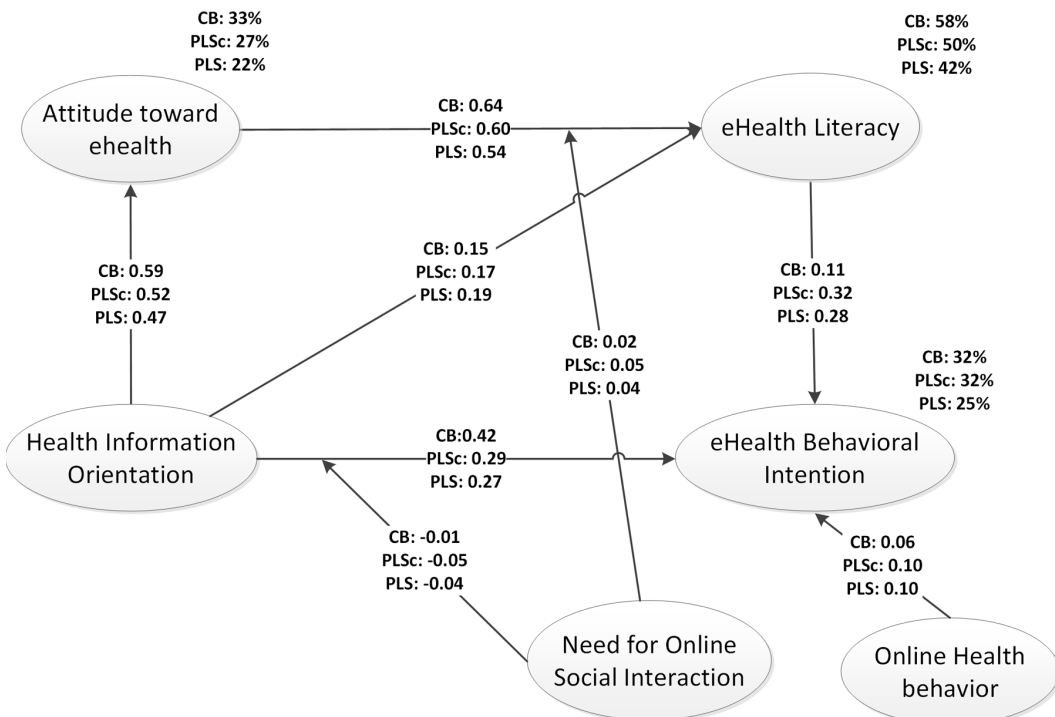 CB: 33%
PLSc: 27%
PLS: 22%
CB: 58%
PLSc: 50%
PLS: 42%
Attitude toward
ehealth
CB: 0.64
PLSc: 0.60
PLS: 0.54
eHealth Literacy
CB: 0.59
PLSc: 0.52
PLS: 0.47
CB: 0.15
PLSc: 0.17
PLS: 0.19
CB: 0.11
PLSc: 0.32
PLS: 0.28
CB: 0.02
PLSc: 0.05
PLS: 0.04
CB: 32%
PLSc: 32%
PLS: 25%
Health Information
Orientation
CB:0.42
PLSc: 0.29
PLS: 0.27
eHealth Behavioral
Intention
CB: -0.01
PLSc: -0.05
PLS: -0.04
CB: 0.06
PLSc: 0.10
PLS: 0.10
Need for Online
Social Interaction
Online Health
behavior